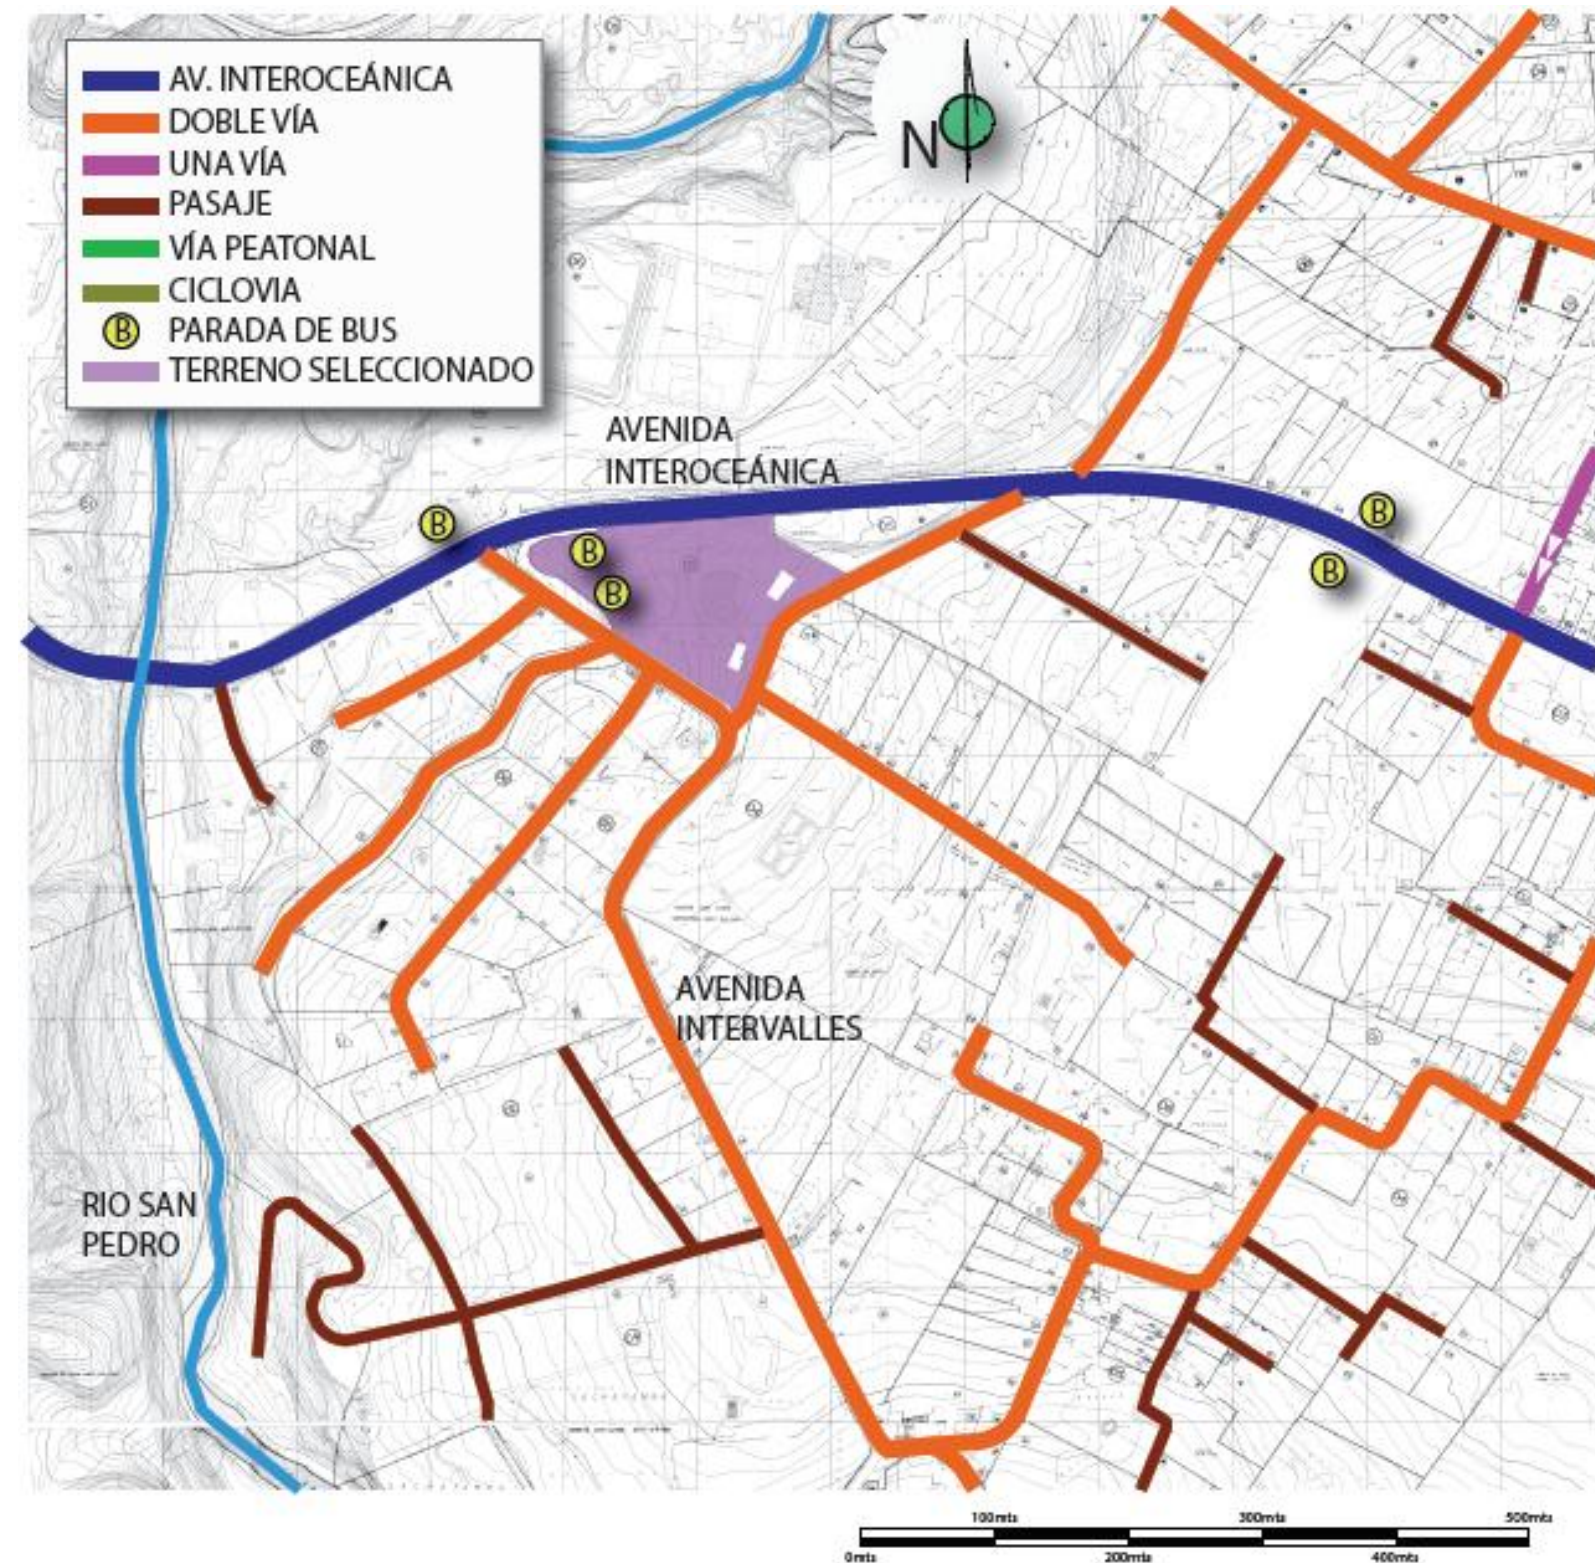 AV. INTEROCEÁNICA
DOBLE VÍA
UNA VÍA
PASAJE
VÍA PEATONAL
CICLOVIA
B PARADA DE BUS
TERRENO SELECCIONADO
N
AVENIDA
INTEROCEÁNICA
B
B
B
B
B
AVENIDA
INTERVALLES
RIO SAN
PEDRO
100mts 300mts 500mts
0mts 200mts 400mts